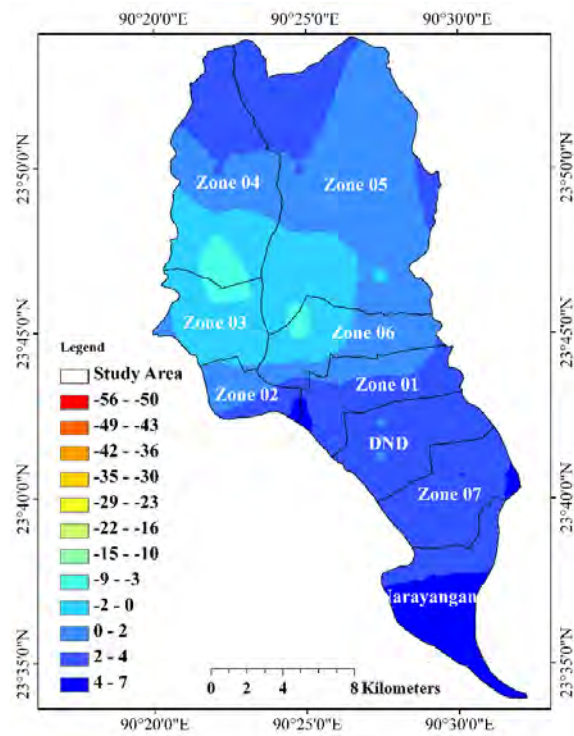 90°20'0"E 90°25'0"E 90°30'0"E
23°50'0"N
23°50'0"N
Zone 04
Zone 05
23°45'0"N
23°45'0"N
Zone 03
Zone 06
Legend
Study Area
Zone 02
Zone 01
-56 - -50
-49 - -43
-42 - -36
DND
-35 - -30
-29 - -23
Zone 07
23°40'0"N
23°40'0"N
-22 - -16
-15 - -10
-9 - -3
-2 - 0
Narayangan
0 - 2
2 - 4
4 - 7
23°35'0"N
23°35'0"N
0 2 4 8 Kilometers
90°20'0"E 90°25'0"E 90°30'0"E